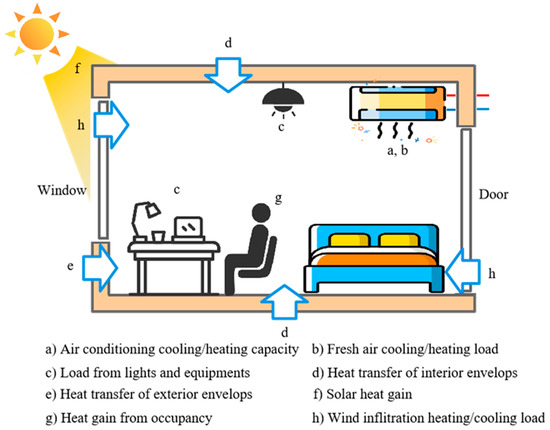 d
f
h
c
a, b
Window
c
g
Door
e
h
d
a) Air conditioning cooling/heating capacity b) Fresh air cooling/heating load
c) Load from lights and equipments d) Heat transfer of interior envelops
e) Heat transfer of exterior envelops f) Solar heat gain
g) Heat gain from occupancy h) Wind inflitration heating/cooling load